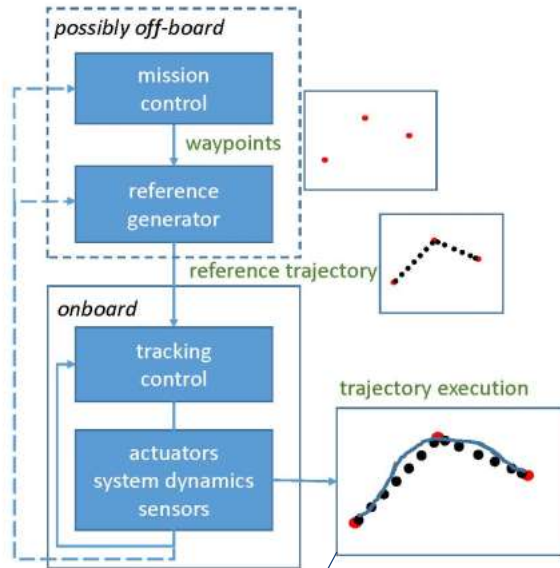 possibly off-board
mission
control
waypoints
reference
generator
reference trajectory
onboard
tracking
control
trajectory execution
actuators
system dynamics
sensors